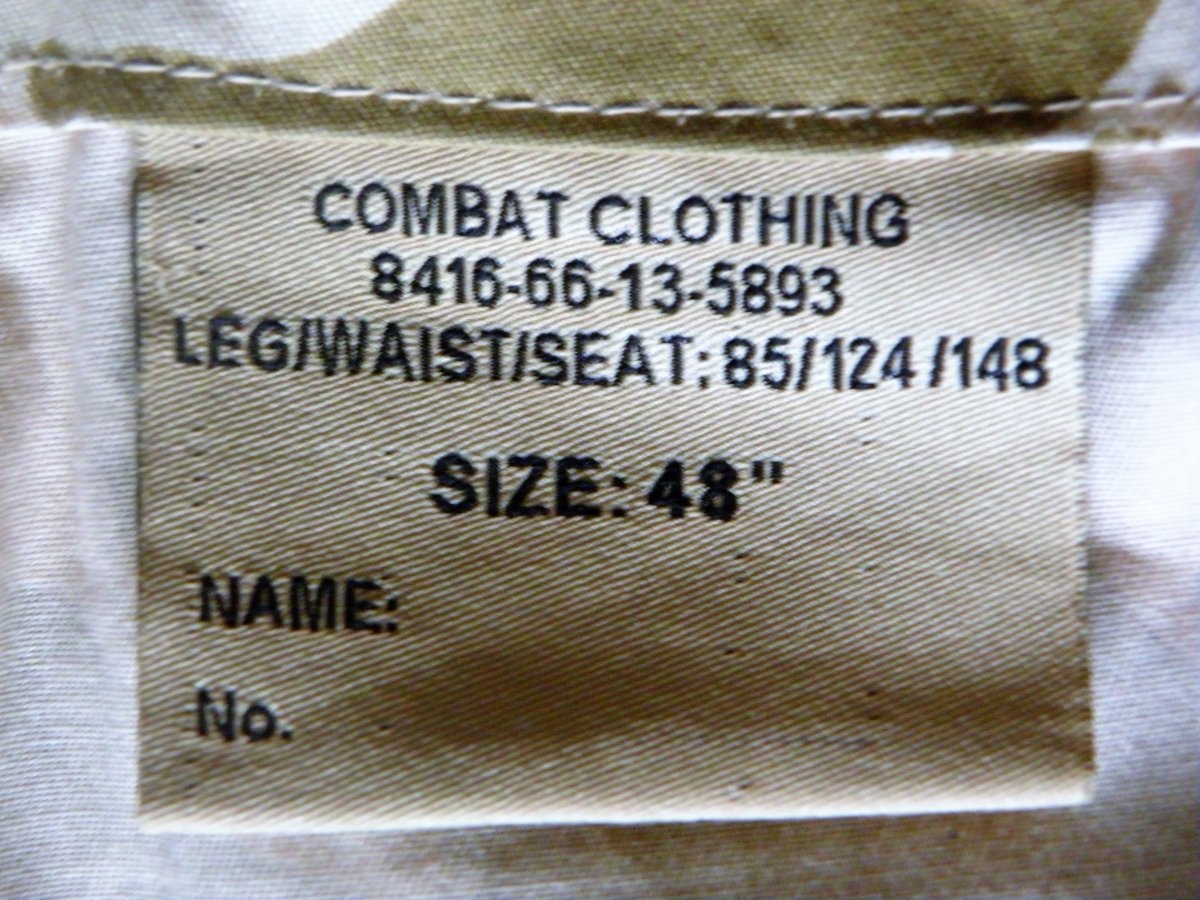 COMBAT CLOTHING
8416-66-13-5893
LEG/WAIST/SEAT: 85/124/148
SIZE: 48"
NAME:
No.